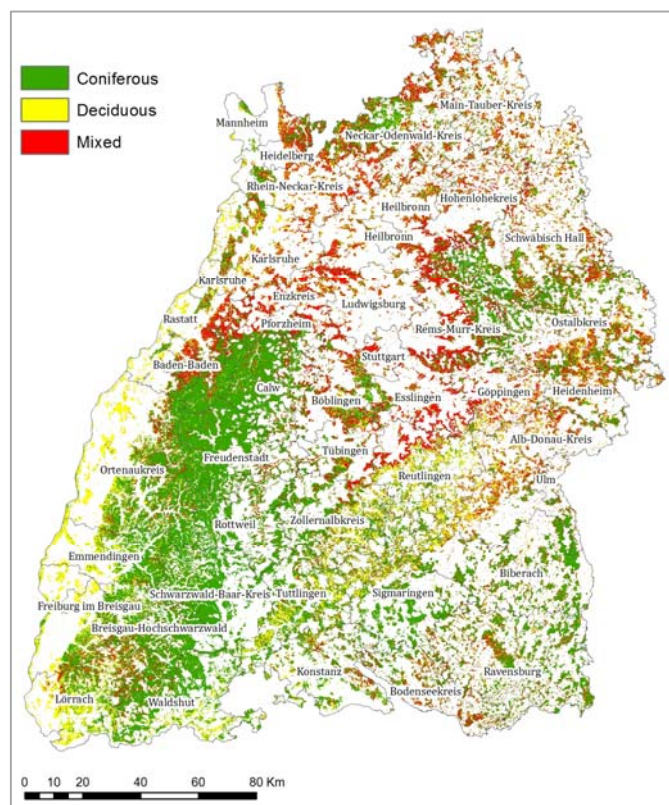 Coniferous
Deciduous
Mixed
Main-Tauber-Kreis
Mannheim
Neckar-Odenwald-Kreis
Heidelberg
Rhein-Neckar-Kreis
Hohenlohekreis
Heilbronn
Heilbronn
Schwäbisch Hall
Karlsruhe
Karlsruhe
Enzkreis
Ludwigsburg
Rastatt
Pforzheim
Rems-Murr-Kreis
Ostalbkreis
Stuttgart
Baden-Baden
Calw
Böblingen
Esslingen
Göppingen
Heidenheim
Alb-Donau-Kreis
Tübingen
Freudenstadt
Ortenaukreis
Reutlingen
Ulm
Rottweil
Zollernalbkreis
Emmendingen
Biberach
Schwarzwald-Baar-Kreis
Tuttlingen
Sigmaringen
Freiburg im Breisgau
Breisgau-Hochschwarzwald
Konstanz
Ravensburg
Bodenseekreis
Lörrach
Waldshut
0 10 20 40 60 80 Km